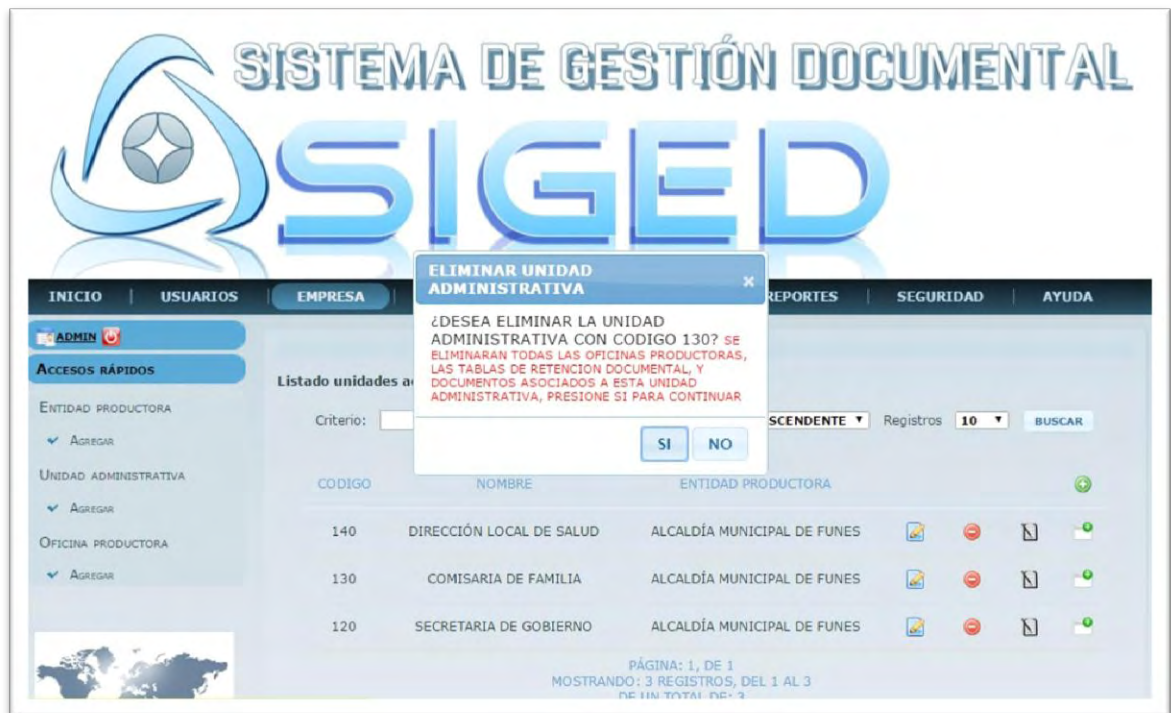 SISTEMA DE GESTIÓN DOCUMENTAL
SIGED
INICIO | USUARIOS | EMPRESA | REPORTES | SEGURIDAD | AYUDA
ELIMINAR UNIDAD
ADMINISTRATIVA
¿DESEA ELIMINAR LA UNIDAD
ADMINISTRATIVA CON CODIGO 130? SE
ELIMINARAN TODAS LAS OFICINAS PRODUCTORAS,
LAS TABLAS DE RETENCION DOCUMENTAL, Y
DOCUMENTOS ASOCIADOS A ESTA UNIDAD
ADMINISTRATIVA, PRESIONE SI PARA CONTINUAR
SI NO
ADMIN
ACCESOS RÁPIDOS
ENTIDAD PRODUCTORA
AGREGAR
UNIDAD ADMINISTRATIVA
AGREGAR
OFICINA PRODUCTORA
AGREGAR
Listado unidades
Criterio: SCENDENTE Registros 10 BUSCAR
CODIGO NOMBRE ENTIDAD PRODUCTORA
140 DIRECCIÓN LOCAL DE SALUD ALCALDÍA MUNICIPAL DE FUNES
130 COMISARIA DE FAMILIA ALCALDÍA MUNICIPAL DE FUNES
120 SECRETARIA DE GOBIERNO ALCALDÍA MUNICIPAL DE FUNES
PÁGINA: 1, DE 1
MOSTRANDO: 3 REGISTROS, DEL 1 AL 3
DE UN TOTAL DE: 3